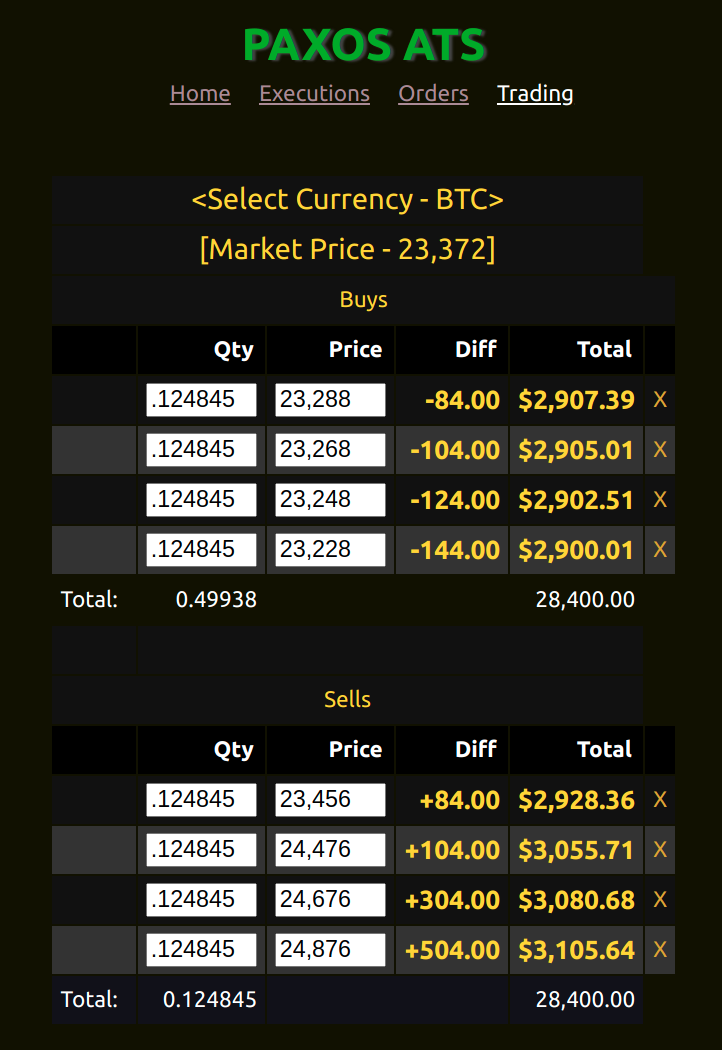 PAXOS ATS
Home Executions Orders Trading
<Select Currency - BTC>
[Market Price - 23,372]
Buys
Qty Price Diff Total
.124845 23,288 -84.00 $2,907.39 X
.124845 23,268 -104.00 $2,905.01 X
.124845 23,248 -124.00 $2,902.51 X
.124845 23,228 -144.00 $2,900.01 X
Total: 0.49938 28,400.00
Sells
Qty Price Diff Total
.124845 23,456 +84.00 $2,928.36 X
.124845 24,476 +104.00 $3,055.71 X
.124845 24,676 +304.00 $3,080.68 X
.124845 24,876 +504.00 $3,105.64 X
Total: 0.124845 28,400.00